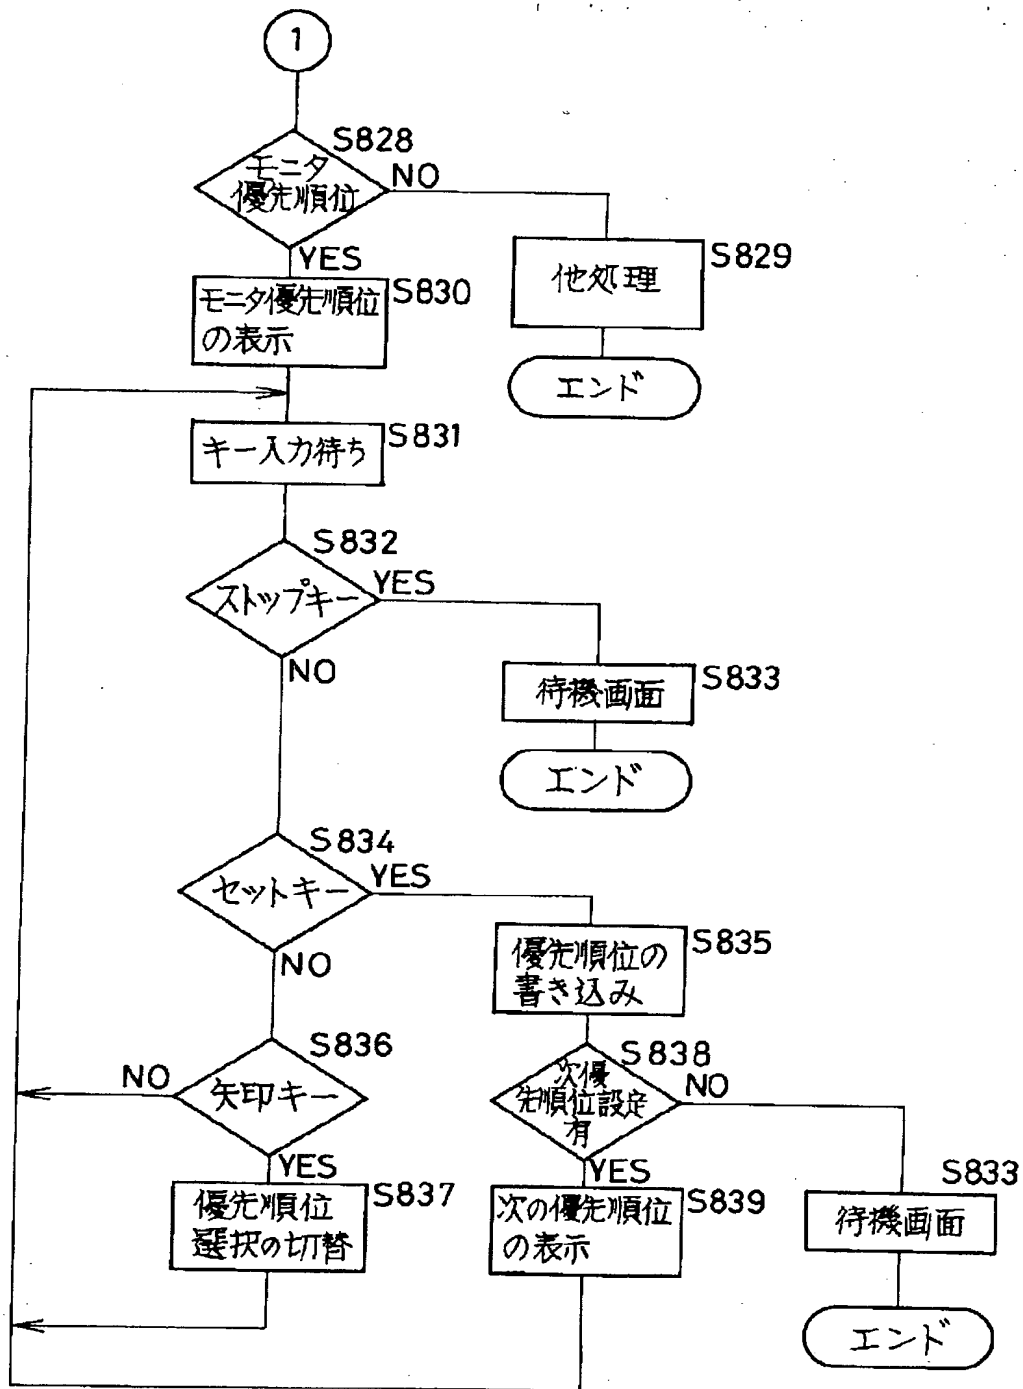 1
S828
モニタ
優先順位
NO
YES
S829
他処理
エンド
S830
モニタ優先順位
の表示
S831
キー入力待ち
S832
ストップキー
YES
NO
S833
待機画面
エンド
S834
セットキー
YES
NO
S835
優先順位の
書き込み
S836
矢印キー
NO
YES
S837
優先順位
選択の切替
S838
次優
先順位設定
有
NO
YES
S839
次の優先順位
の表示
S833
待機画面
エンド